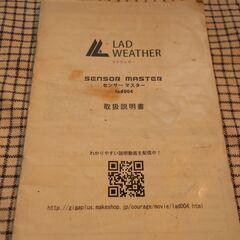 LAD
WEATHER
ラドウェザー
SENSOR MASTER
センサーマスター
lad004
取扱説明書
わかりやすい説明動画を配信中！
http://gigaplus.makeshop.jp/courage/movie/lad004.html